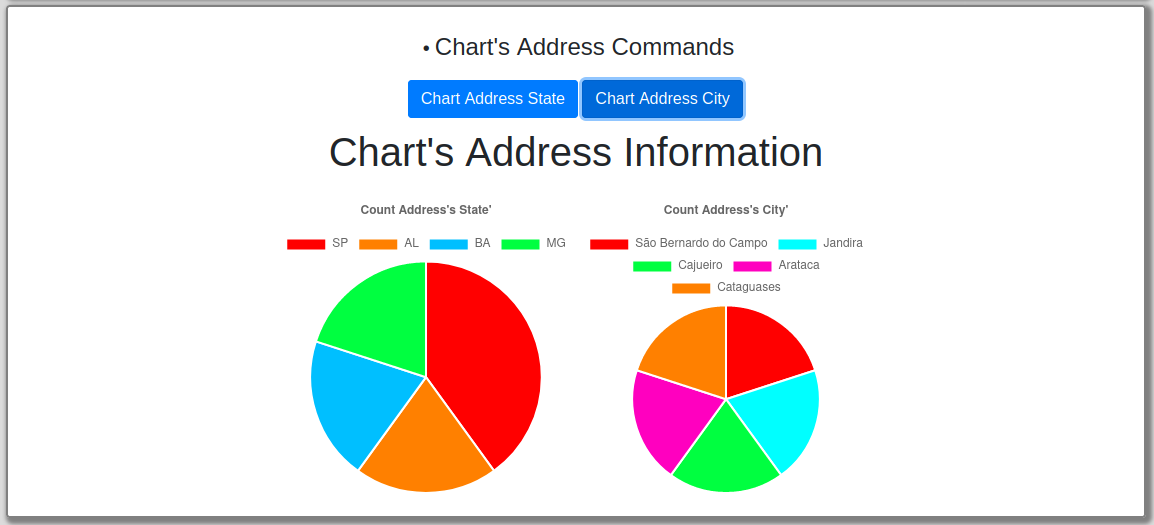 • Chart's Address Commands
Chart Address State Chart Address City
Chart's Address Information
Count Address's State'
SP AL BA MG
Count Address's City'
São Bernardo do Campo Jandira
Cajueiro Arataca
Cataguases